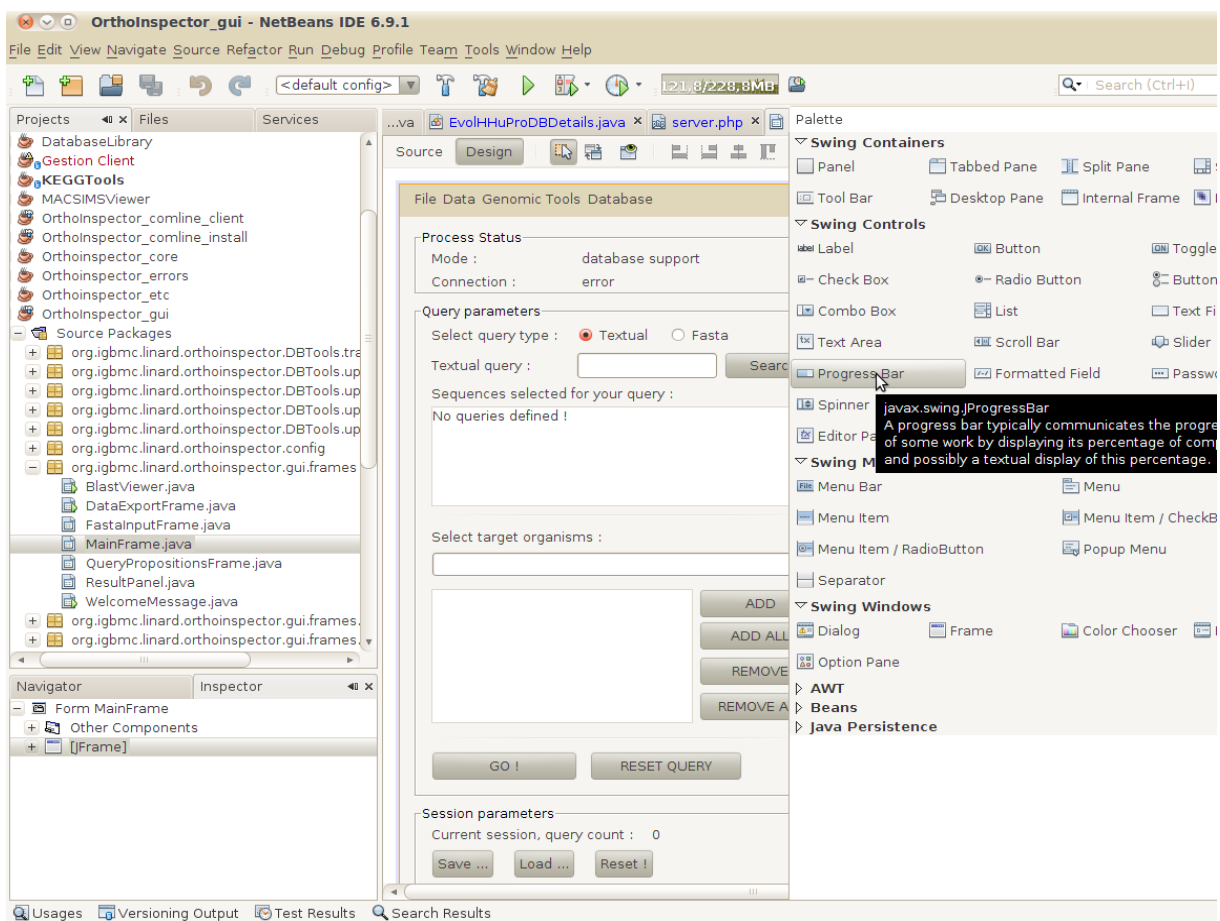 OrthoInspector_gui - NetBeans IDE 6.9.1
File Edit View Navigate Source Refactor Run Debug Profile Team Tools Window Help
<default config>
121,8/228,8MB
Search (Ctrl+I)
Projects
Files
Services
DatabaseLibrary
Gestion Client
KEGGTools
MACSIMSViewer
OrthoInspector_comline_client
OrthoInspector_comline_install
Orthoinspector_core
Orthoinspector_errors
Orthoinspector_etc
OrthoInspector_gui
Source Packages
org.igbmc.linard.orthoinspector.DBTools.tra
org.igbmc.linard.orthoinspector.DBTools.up
org.igbmc.linard.orthoinspector.DBTools.up
org.igbmc.linard.orthoinspector.DBTools.up
org.igbmc.linard.orthoinspector.DBTools.up
org.igbmc.linard.orthoinspector.config
org.igbmc.linard.orthoinspector.gui.frames
BlastViewer.java
DataExportFrame.java
FastaInputFrame.java
MainFrame.java
QueryPropositionsFrame.java
ResultPanel.java
WelcomeMessage.java
org.igbmc.linard.orthoinspector.gui.frames.
org.igbmc.linard.orthoinspector.gui.frames.
Navigator
Inspector
Form MainFrame
Other Components
[JFrame]
...va
EvolHHuProDBDetails.java
server.php
Source
Design
File Data Genomic Tools Database
Process Status
Mode : database support
Connection : error
Query parameters
Select query type : Textual Fasta
Textual query : Searc
Sequences selected for your query :
No queries defined !
Select target organisms :
ADD
ADD ALL
REMOVE
REMOVE A
GO !
RESET QUERY
Session parameters
Current session, query count : 0
Save ...
Load ...
Reset !
Palette
Swing Containers
Panel
Tabbed Pane
Split Pane
Tool Bar
Desktop Pane
Internal Frame
Swing Controls
label Label
OK Button
ON Toggle
Check Box
Radio Button
Button
Combo Box
List
Text Fi
Text Area
Scroll Bar
Slider
Progress Bar
Formatted Field
Passwo
Spinner
Editor Pa
javax.swing.JProgressBar
A progress bar typically communicates the progre
of some work by displaying its percentage of comp
and possibly a textual display of this percentage.
Swing M
Menu Bar
Menu
Menu Item
Menu Item / CheckB
Menu Item / RadioButton
Popup Menu
Separator
Swing Windows
Dialog
Frame
Color Chooser
Option Pane
AWT
Beans
Java Persistence
Usages
Versioning Output
Test Results
Search Results